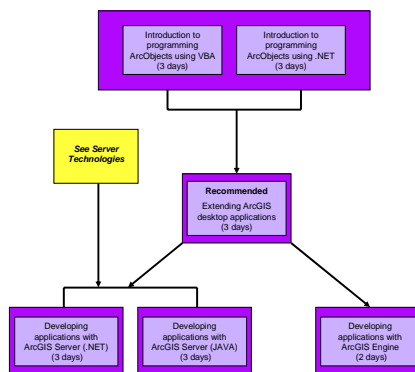 Introduction to
programming
ArcObjects using VBA
(3 days)
Introduction to
programming
ArcObjects using .NET
(3 days)
See Server
Technologies
Recommended
Extending ArcGIS
desktop applications
(3 days)
Developing
applications with
ArcGIS Server (.NET)
(3 days)
Developing
applications with
ArcGIS Server (JAVA)
(3 days)
Developing
applications with
ArcGIS Engine
(2 days)